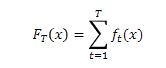 F_T(x) = \sum_{t=1}^{T} f_t(x)